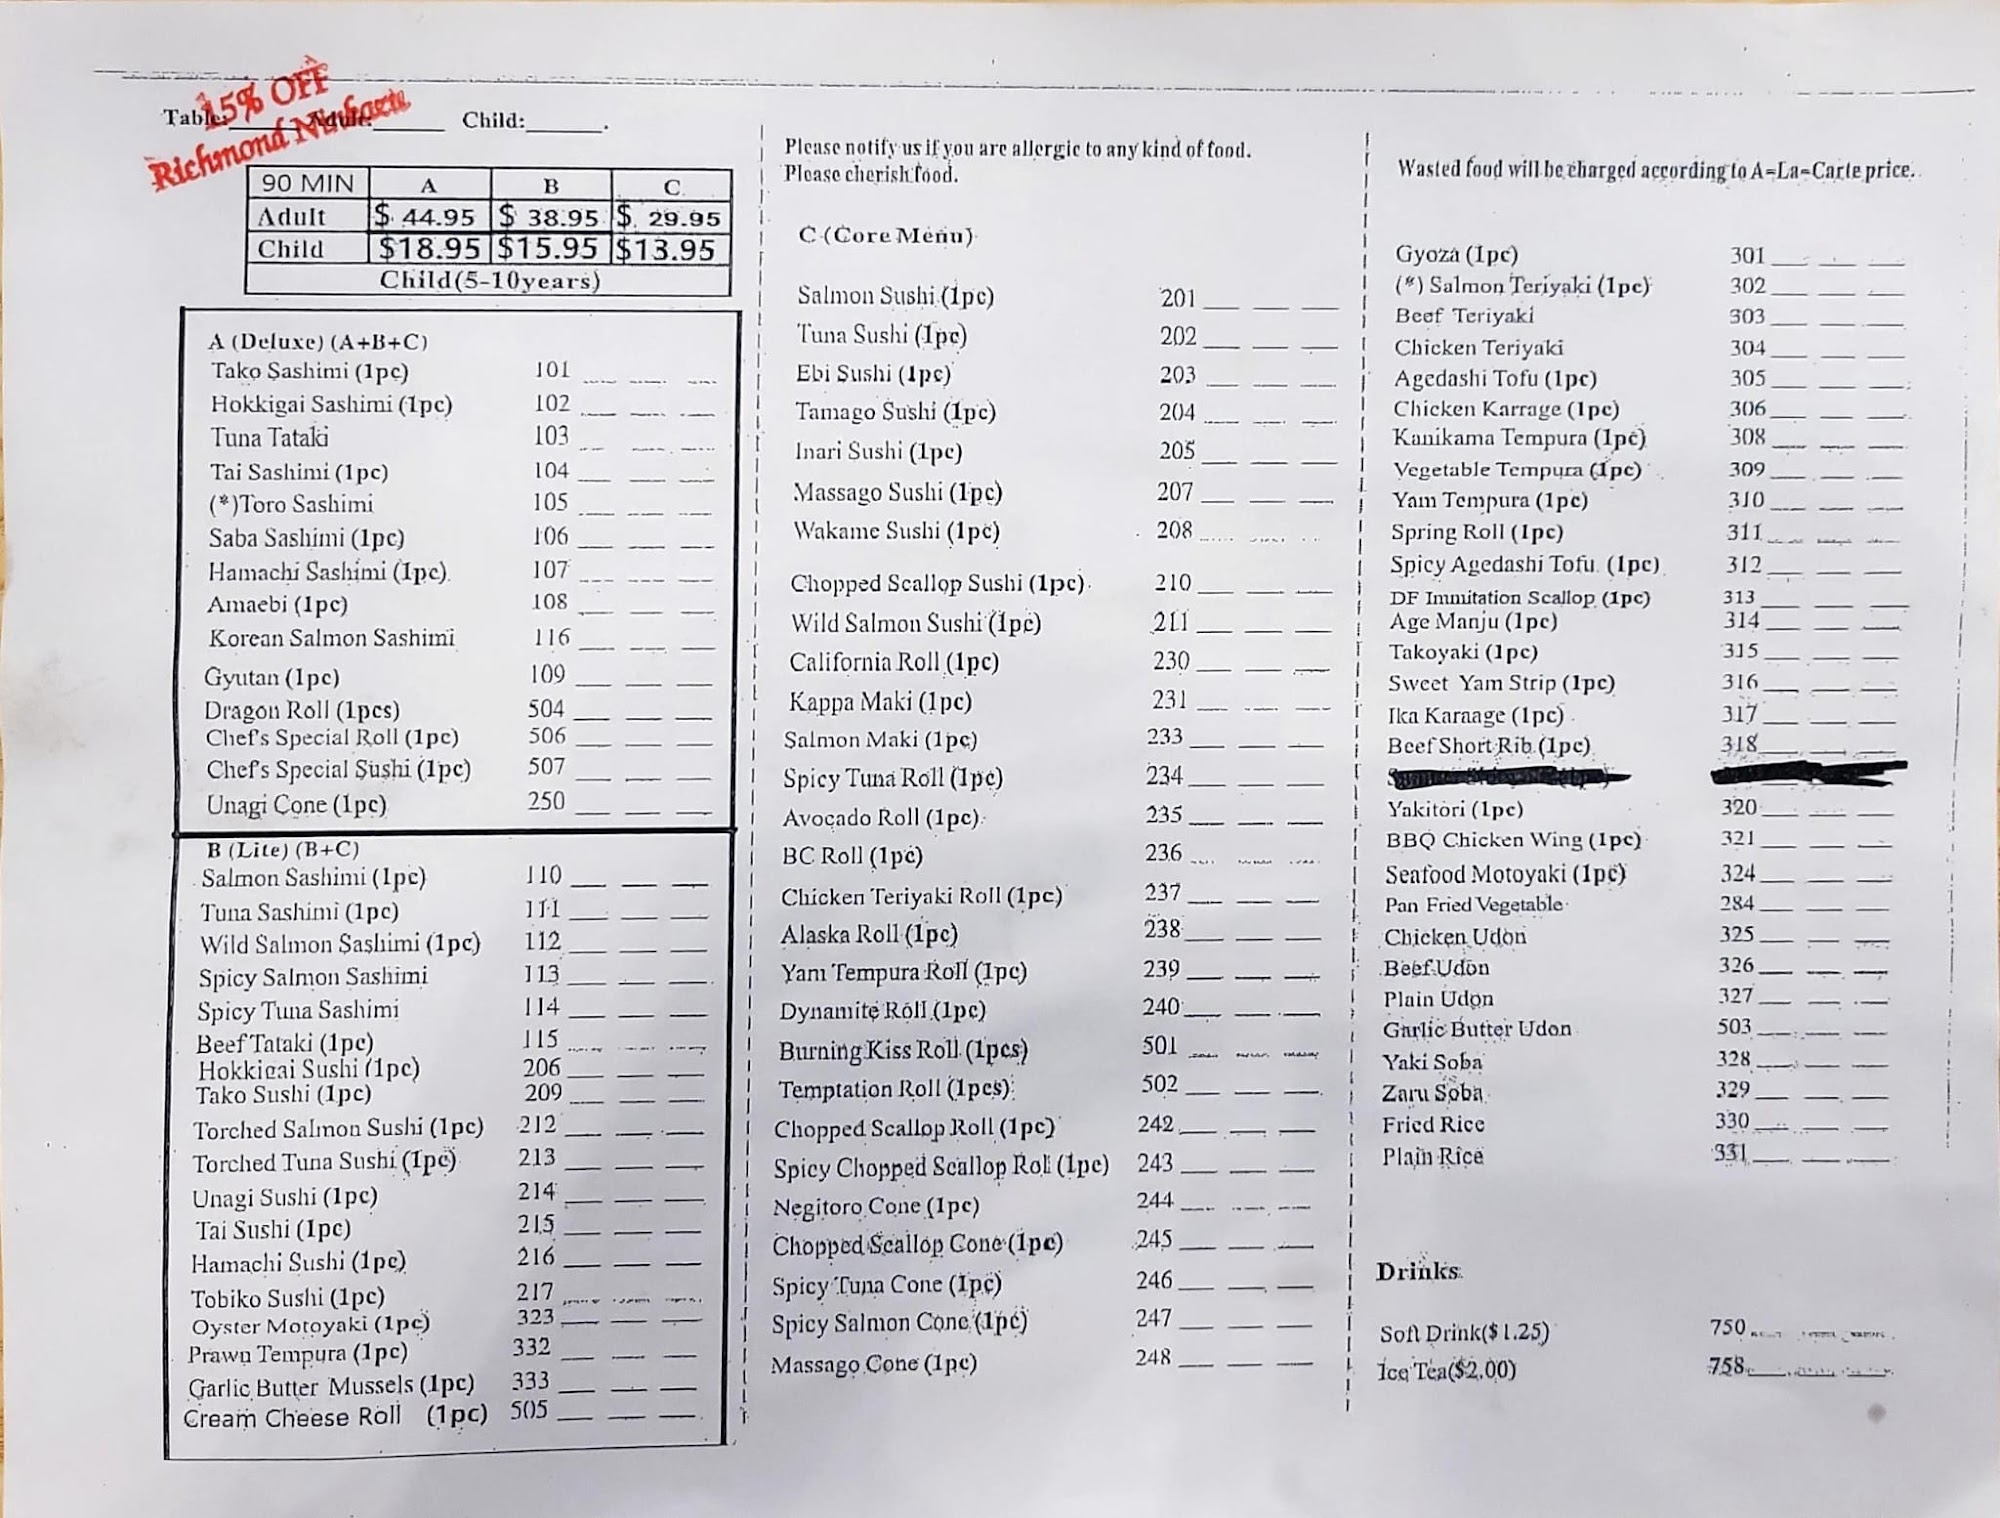 15% OFF
Richmond
Table:______ Adult:______ Child:______.
90 MIN A B C
Adult $ 44.95 $ 38.95 $. 29.95
Child $18.95 $15.95 $13.95
Child(5-10years)
A (Deluxe) (A+B+C)
Tako Sashimi (1pc) 101
Hokkigai Sashimi (1pc) 102
Tuna Tataki 103
Tai Sashimi (1pc) 104
(*)Toro Sashimi 105
Saba Sashimi (1pc) 106
Hamachi Sashimi (1pc) 107
Amaebi (1pc) 108
Korean Salmon Sashimi 116
Gyutan (1pc) 109
Dragon Roll (1pcs) 504
Chef's Special Roll (1pc) 506
Chef's Special Sushi (1pc) 507
Unagi Cone (1pc) 250
B (Lite) (B+C)
Salmon Sashimi (1pc) 110
Tuna Sashimi (1pc) 111
Wild Salmon Sashimi (1pc) 112
Spicy Salmon Sashimi 113
Spicy Tuna Sashimi 114
Beef Tataki (1pc) 115
Hokkigai Sushi (1pc) 206
Tako Sushi (1pc) 209
Torched Salmon Sushi (1pc) 212
Torched Tuna Sushi (1pc) 213
Unagi Sushi (1pc) 214
Tai Sushi (1pc) 215
Hamachi Sushi (1pc) 216
Tobiko Sushi (1pc) 217
Oyster Motoyaki (1pc) 323
Prawn Tempura (1pc) 332
Garlic Butter Mussels (1pc) 333
Cream Cheese Roll (1pc) 505
Please notify us if you are allergic to any kind of food.
Please cherish food.
C (Core Menu)
Salmon Sushi (1pc) 201
Tuna Sushi (1pc) 202
Ebi Sushi (1pc) 203
Tamago Sushi (1pc) 204
Inari Sushi (1pc) 205
Massago Sushi (1pc) 207
Wakame Sushi (1pc) 208
Chopped Scallop Sushi (1pc) 210
Wild Salmon Sushi (1pc) 211
California Roll (1pc) 230
Kappa Maki (1pc) 231
Salmon Maki (1pc) 233
Spicy Tuna Roll (1pc) 234
Avocado Roll (1pc) 235
BC Roll (1pc) 236
Chicken Teriyaki Roll (1pc) 237
Alaska Roll (1pc) 238
Yam Tempura Roll (1pc) 239
Dynamite Roll (1pc) 240
Burning Kiss Roll (1pcs) 501
Temptation Roll (1pcs) 502
Chopped Scallop Roll (1pc) 242
Spicy Chopped Scallop Roll (1pc) 243
Negitoro Cone (1pc) 244
Chopped Scallop Cone (1pc) 245
Spicy Tuna Cone (1pc) 246
Spicy Salmon Cone (1pc) 247
Massago Cone (1pc) 248
Wasted food will be charged according to A-La-Carte price.
Gyoza (1pc) 301
(*) Salmon Teriyaki (1pc) 302
Beef Teriyaki 303
Chicken Teriyaki 304
Agedashi Tofu (1pc) 305
Chicken Karrage (1pc) 306
Kanikama Tempura (1pc) 308
Vegetable Tempura (1pc) 309
Yam Tempura (1pc) 310
Spring Roll (1pc) 311
Spicy Agedashi Tofu (1pc) 312
DF Immitation Scallop (1pc) 313
Age Manju (1pc) 314
Takoyaki (1pc) 315
Sweet Yam Strip (1pc) 316
Ika Karaage (1pc) 317
Beef Short Rib (1pc) 318
Yakitori (1pc) 320
BBQ Chicken Wing (1pc) 321
Seafood Motoyaki (1pc) 324
Pan Fried Vegetable 284
Chicken Udon 325
Beef Udon 326
Plain Udon 327
Garlic Butter Udon 503
Yaki Soba 328
Zaru Soba 329
Fried Rice 330
Plain Rice 331
Drinks
Soft Drink($1.25) 750
Ice Tea($2.00) 758